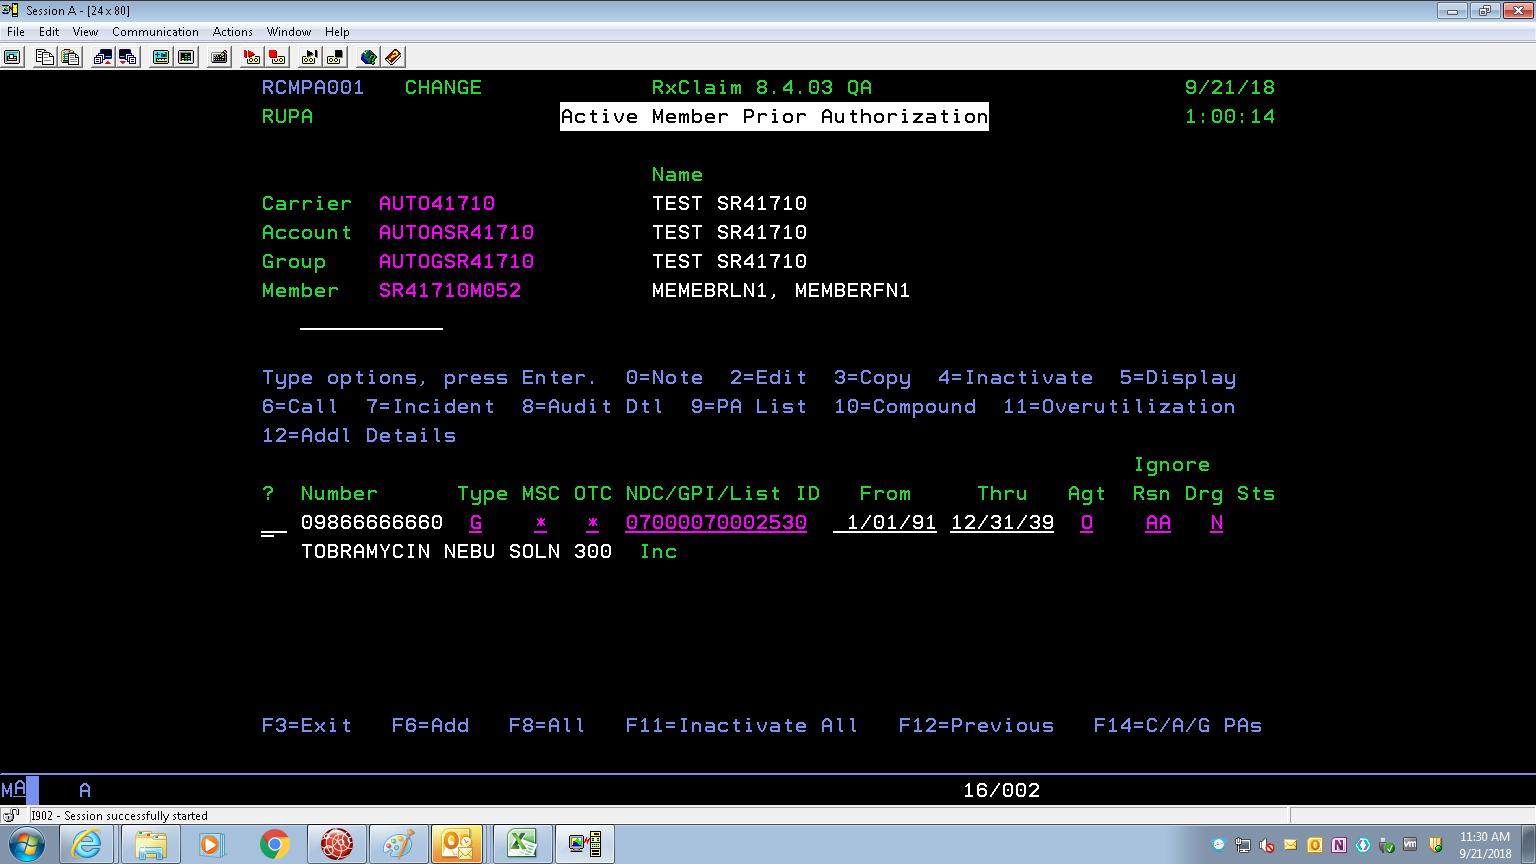 Session A - [24 x 80]
File Edit View Communication Actions Window Help
RCMPA001 CHANGE RxClaim 8.4.03 QA 9/21/18
RUPA Active Member Prior Authorization 1:00:14
Name
Carrier AUTO41710 TEST SR41710
Account AUTOASR41710 TEST SR41710
Group AUTOGSR41710 TEST SR41710
Member SR41710M052 MEMEBRLN1, MEMBERFN1
Type options, press Enter. 0=Note 2=Edit 3=Copy 4=Inactivate 5=Display
6=Call 7=Incident 8=Audit Dtl 9=PA List 10=Compound 11=Overutilization
12=Addl Details
Ignore
? Number Type MSC OTC NDC/GPI/List ID From Thru Agt Rsn Drg Sts
09866666660 G * * 07000070002530 1/01/91 12/31/39 O AA N
TOBRAMYCIN NEBU SOLN 300 Inc
F3=Exit F6=Add F8=All F11=Inactivate All F12=Previous F14=C/A/G PAs
MA A 16/002
I902 - Session successfully started
11:30 AM
9/21/2018